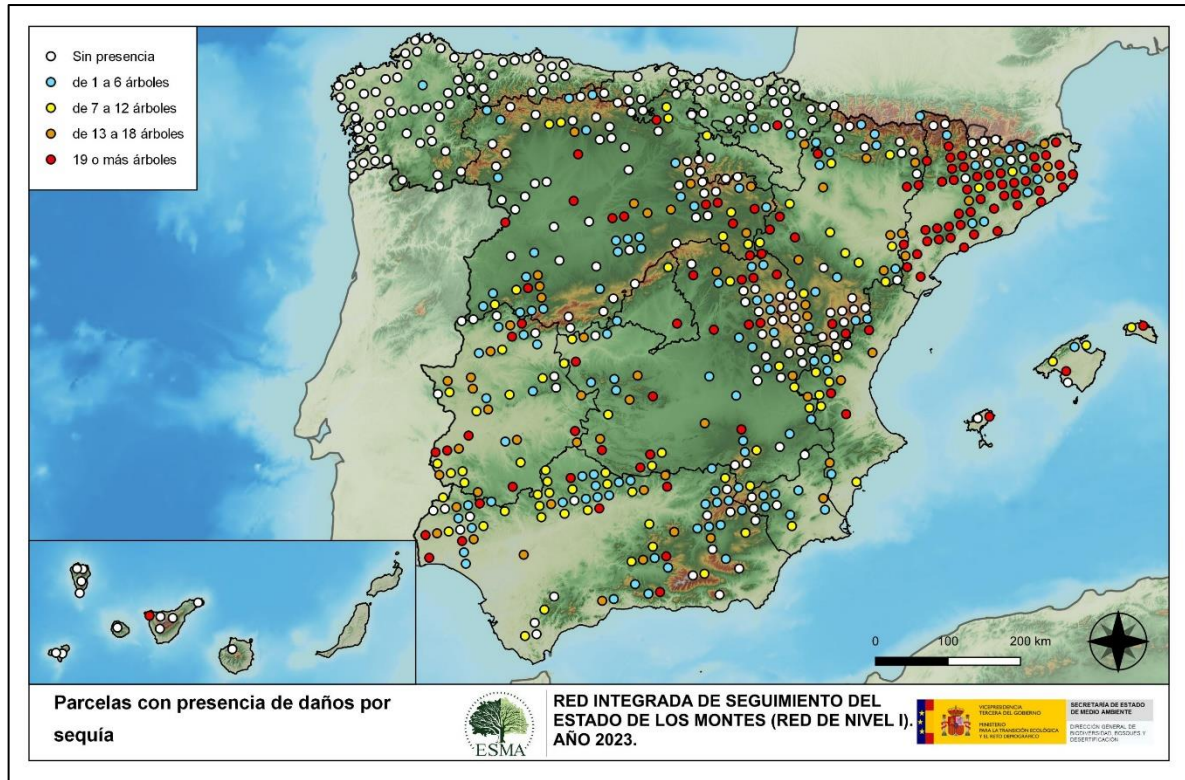 Sin presencia
de 1 a 6 árboles
de 7 a 12 árboles
de 13 a 18 árboles
19 o más árboles
0 100 200 km
Parcelas con presencia de daños por
sequía
ESMA
RED INTEGRADA DE SEGUIMIENTO DEL
ESTADO DE LOS MONTES (RED DE NIVEL I).
AÑO 2023.
VICEPRESIDENCIA
TERCERA DEL GOBIERNO
MINISTERIO
PARA LA TRANSICIÓN ECOLÓGICA
Y EL RETO DEMOGRÁFICO
SECRETARÍA DE ESTADO
DE MEDIO AMBIENTE
DIRECCIÓN GENERAL DE
BIODIVERSIDAD, BOSQUES Y
DESERTIFICACIÓN